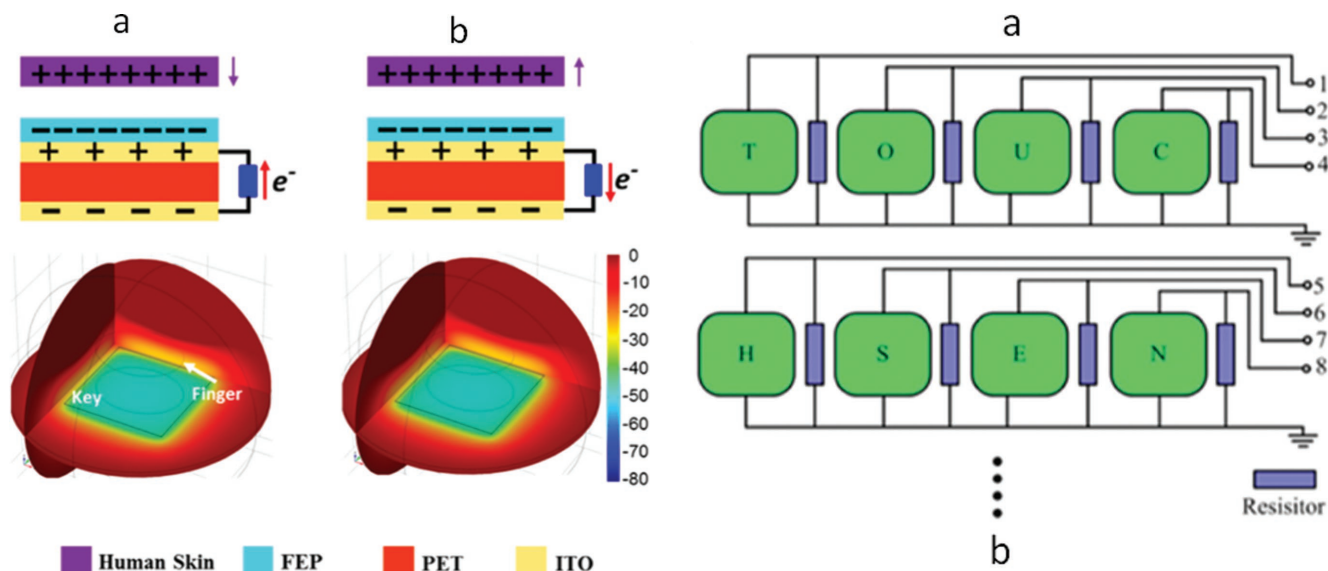 a
b
+ + + + + + + +
+ + + + + + + +
− − − − − − − −
− − − − − − − −
+ + + +
+ + + +
e-
e-
− − − −
− − − −
Key
Finger
0
-10
-20
-30
-40
-50
-60
-70
-80
Human Skin
FEP
PET
ITO
a
T
O
U
C
1
2
3
4
H
S
E
N
5
6
7
8
Resisitor
b